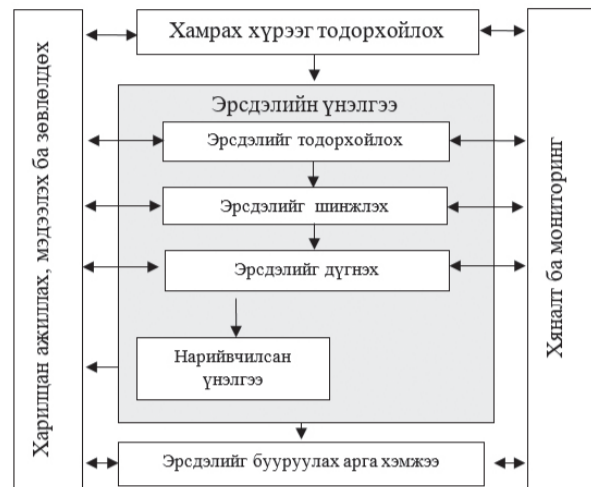 Хамрах хүрээг тодорхойлох
Харилцан ажиллах, мэдээлэх ба зөвлөлдөх
Эрсдэлийн үнэлгээ
Эрсдэлийг тодорхойлох
Эрсдэлийг шинжлэх
Эрсдэлийг дүгнэх
Нарийвчилсан
үнэлгээ
Эрсдэлийг бууруулах арга хэмжээ
Хяналт ба мониторинг